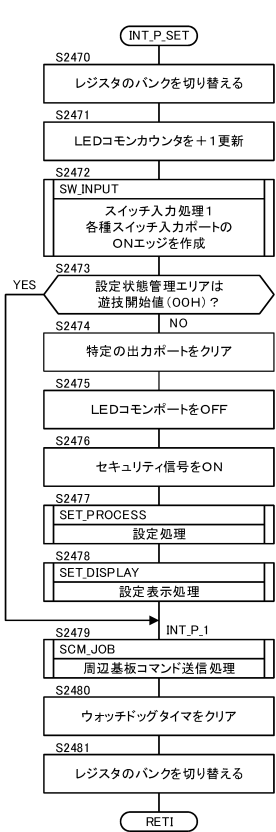 INT_P_SET
S2470
レジスタのバンクを切り替える
S2471
LEDコモンカウンタを+1更新
S2472
SW_INPUT
スイッチ入力処理1
各種スイッチ入力ポートの
ONエッジを作成
S2473
設定状態管理エリアは
遊技開始値(00H)?
YES
NO
S2474
特定の出力ポートをクリア
S2475
LEDコモンポートをOFF
S2476
セキュリティ信号をON
S2477
SET_PROCESS
設定処理
S2478
SET_DISPLAY
設定表示処理
INT_P_1
S2479
SCM_JOB
周辺基板コマンド送信処理
S2480
ウォッチドッグタイマをクリア
S2481
レジスタのバンクを切り替える
RETI